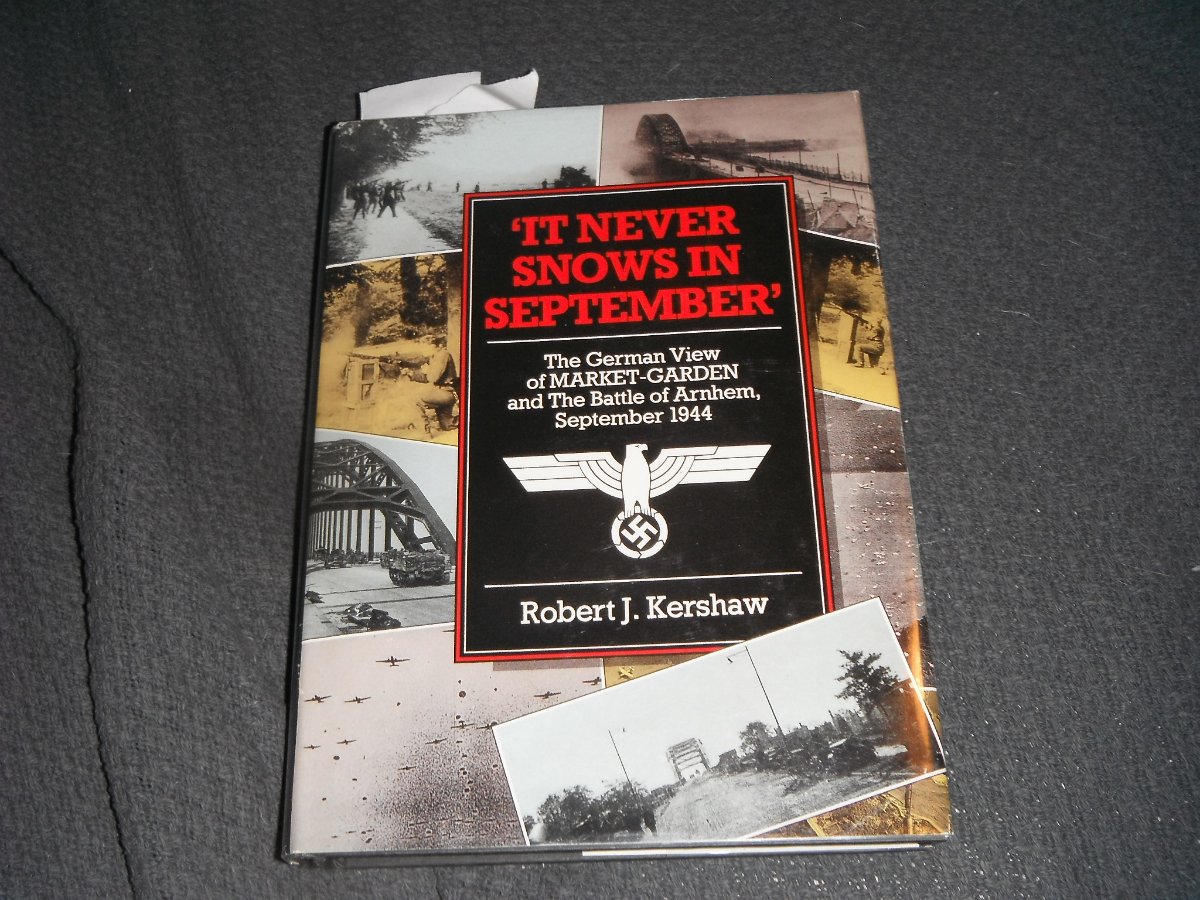 ‘IT NEVER
SNOWS IN
SEPTEMBER’
The German View
of MARKET-GARDEN
and The Battle of Arnhem,
September 1944
Robert J. Kershaw